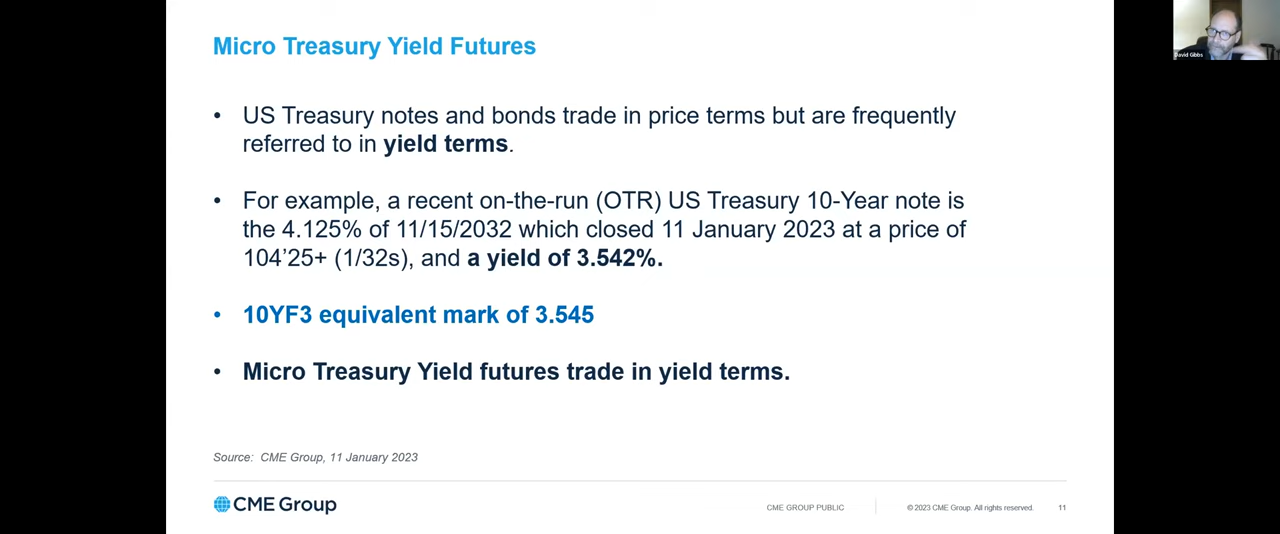 Micro Treasury Yield Futures
David Gibbs
• US Treasury notes and bonds trade in price terms but are frequently
referred to in yield terms.
• For example, a recent on-the-run (OTR) US Treasury 10-Year note is
the 4.125% of 11/15/2032 which closed 11 January 2023 at a price of
104’25+ (1/32s), and a yield of 3.542%.
• 10YF3 equivalent mark of 3.545
• Micro Treasury Yield futures trade in yield terms.
Source: CME Group, 11 January 2023
CME Group
CME GROUP PUBLIC
© 2023 CME Group. All rights reserved.
11